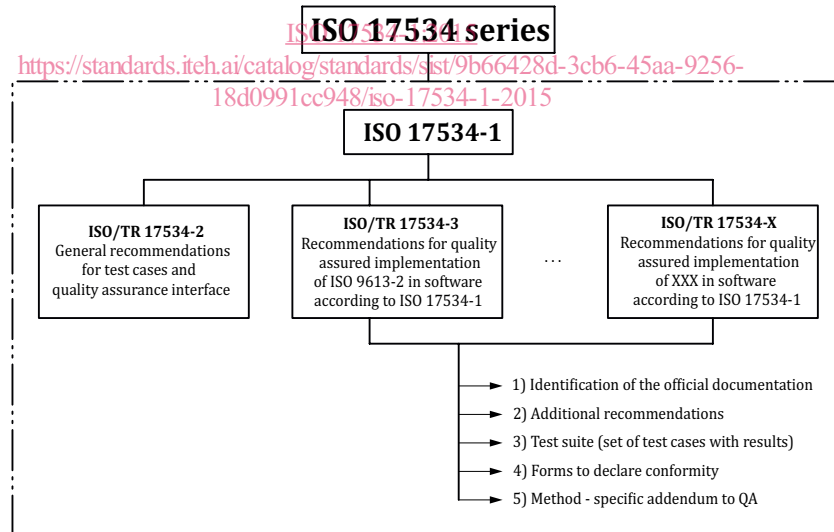 ISO 17534 series
ISO 17534-1:2015
https://standards.iteh.ai/catalog/standards/sist/9b66428d-3cb6-45aa-9256-
18d0991cc948/iso-17534-1-2015
ISO 17534-1
ISO/TR 17534-2
General recommendations
for test cases and
quality assurance interface
ISO/TR 17534-3
Recommendations for quality
assured implementation
of ISO 9613-2 in software
according to ISO 17534-1
...
ISO/TR 17534-X
Recommendations for quality
assured implementation
of XXX in software
according to ISO 17534-1
1) Identification of the official documentation
2) Additional recommendations
3) Test suite (set of test cases with results)
4) Forms to declare conformity
5) Method - specific addendum to QA